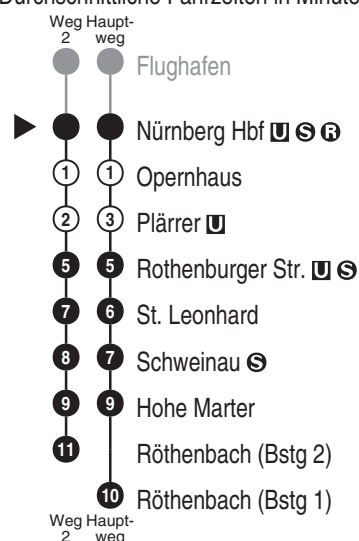 Durchschnittliche Fahrzeiten in Minute
Weg Haupt-
2 weg
Flughafen
Nürnberg Hbf U S R
1 1 Opernhaus
2 3 Plärrer U
5 5 Rothenburger Str. U S
7 6 St. Leonhard
8 7 Schweinau S
9 9 Hohe Marter
11 Röthenbach (Bstg 2)
10 Röthenbach (Bstg 1)
Weg Haupt-
2 weg